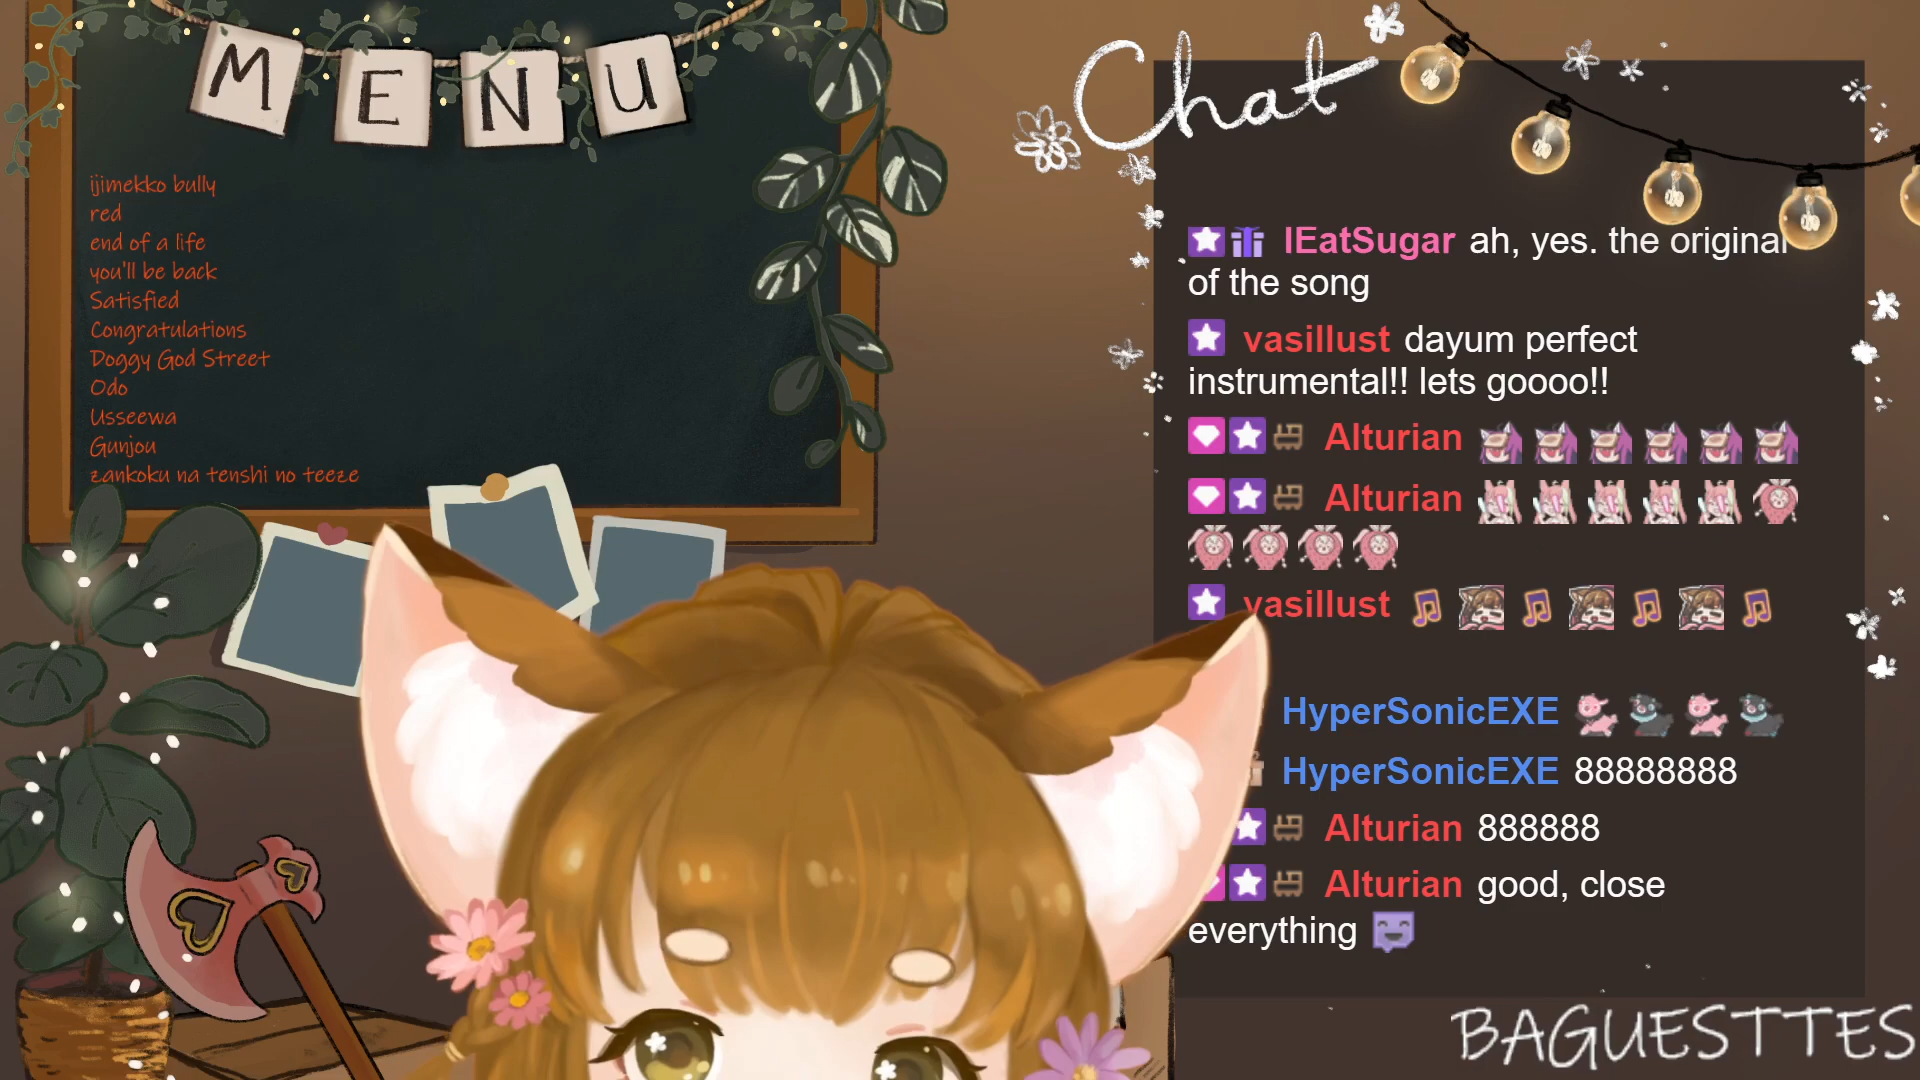 MENU
ijimekko bully
red
end of a life
you'll be back
Satisfied
Congratulations
Doggy God Street
Odo
Usseewa
Gunjou
zankoku na tenshi no teeze
Chat
IEatSugar ah, yes. the original
of the song
vasillust dayum perfect
instrumental!! lets goooo!!
Alturian
Alturian
vasillust
HyperSonicEXE
HyperSonicEXE 88888888
Alturian 888888
Alturian good, close
everything
BAGUESTTES